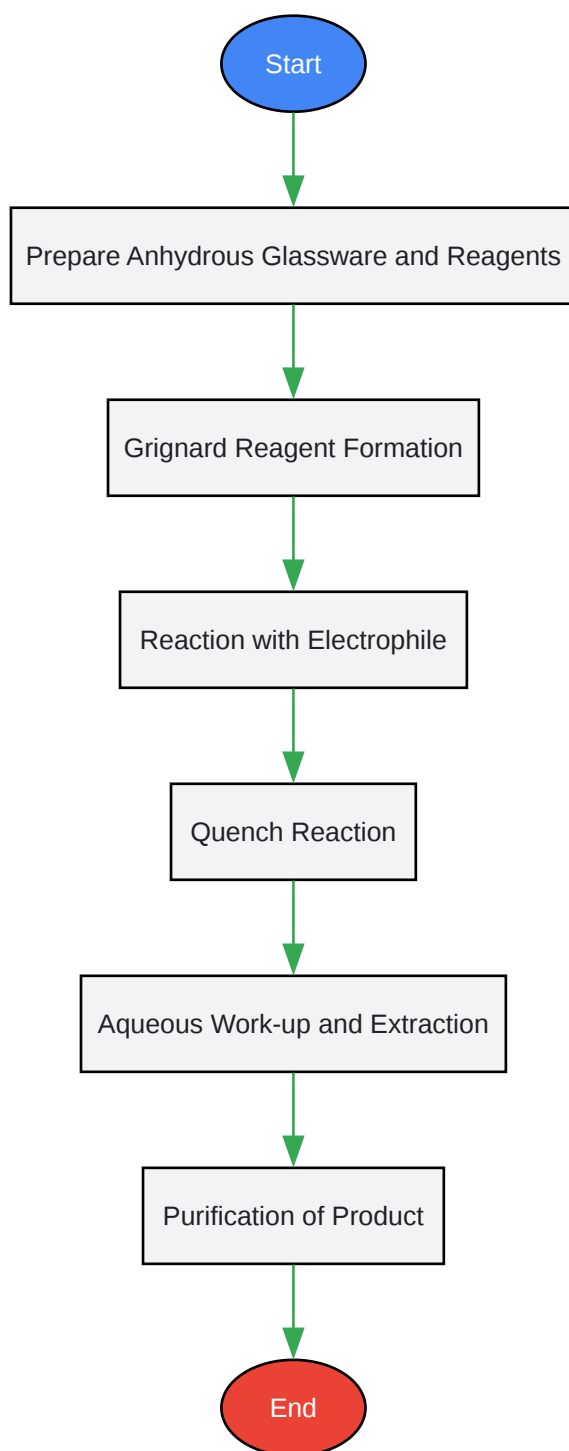 Start
Prepare Anhydrous Glassware and Reagents
Grignard Reagent Formation
Reaction with Electrophile
Quench Reaction
Aqueous Work-up and Extraction
Purification of Product
End